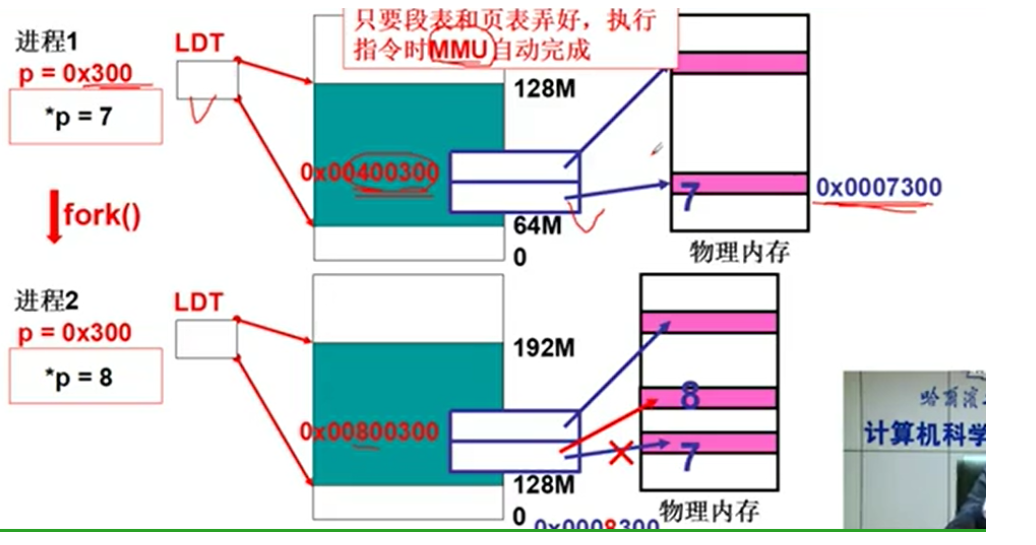 只要段表和页表弄好，执行
指令时MMU自动完成
进程1
p = 0x300
*p = 7
LDT
128M
0x00400300
64M
0
7
0x0007300
物理内存
fork()
进程2
p = 0x300
*p = 8
LDT
192M
0x00800300
128M
0
8
7
0x0008300
物理内存
哈爾濱
计算机科学